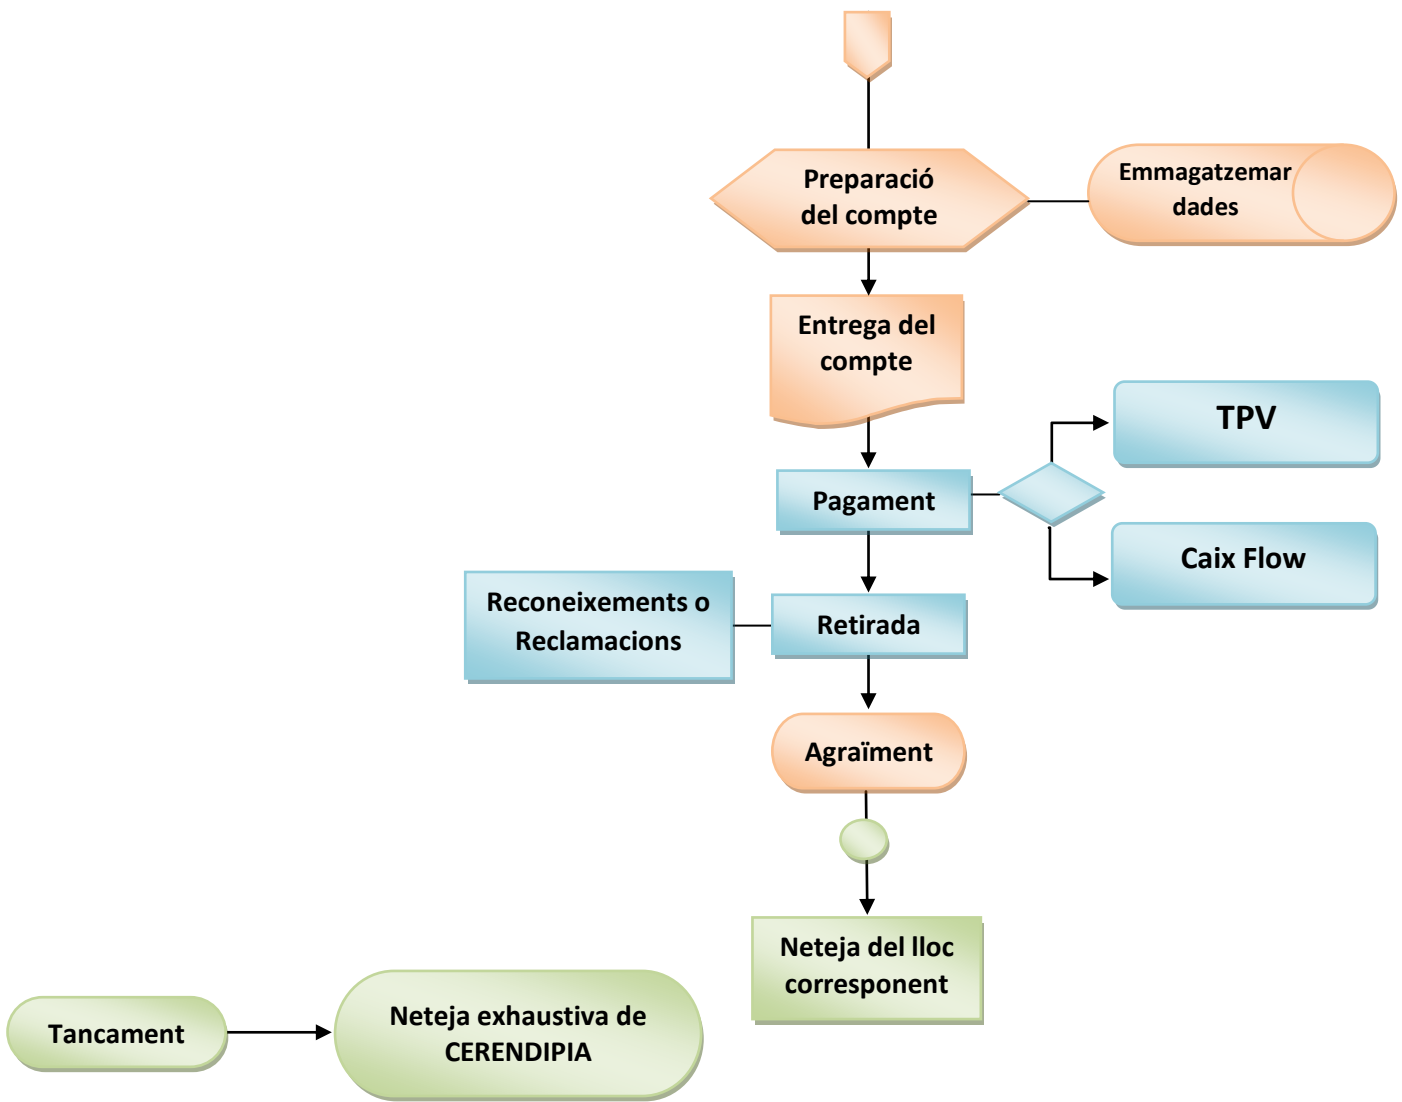 Preparació
del compte
Emmagatzemar
dades
Entrega del
compte
TPV
Pagament
Caix Flow
Reconeixements o
Reclamacions
Retirada
Agraïment
Neteja del lloc
corresponent
Tancament
Neteja exhaustiva de
CERENDIPIA